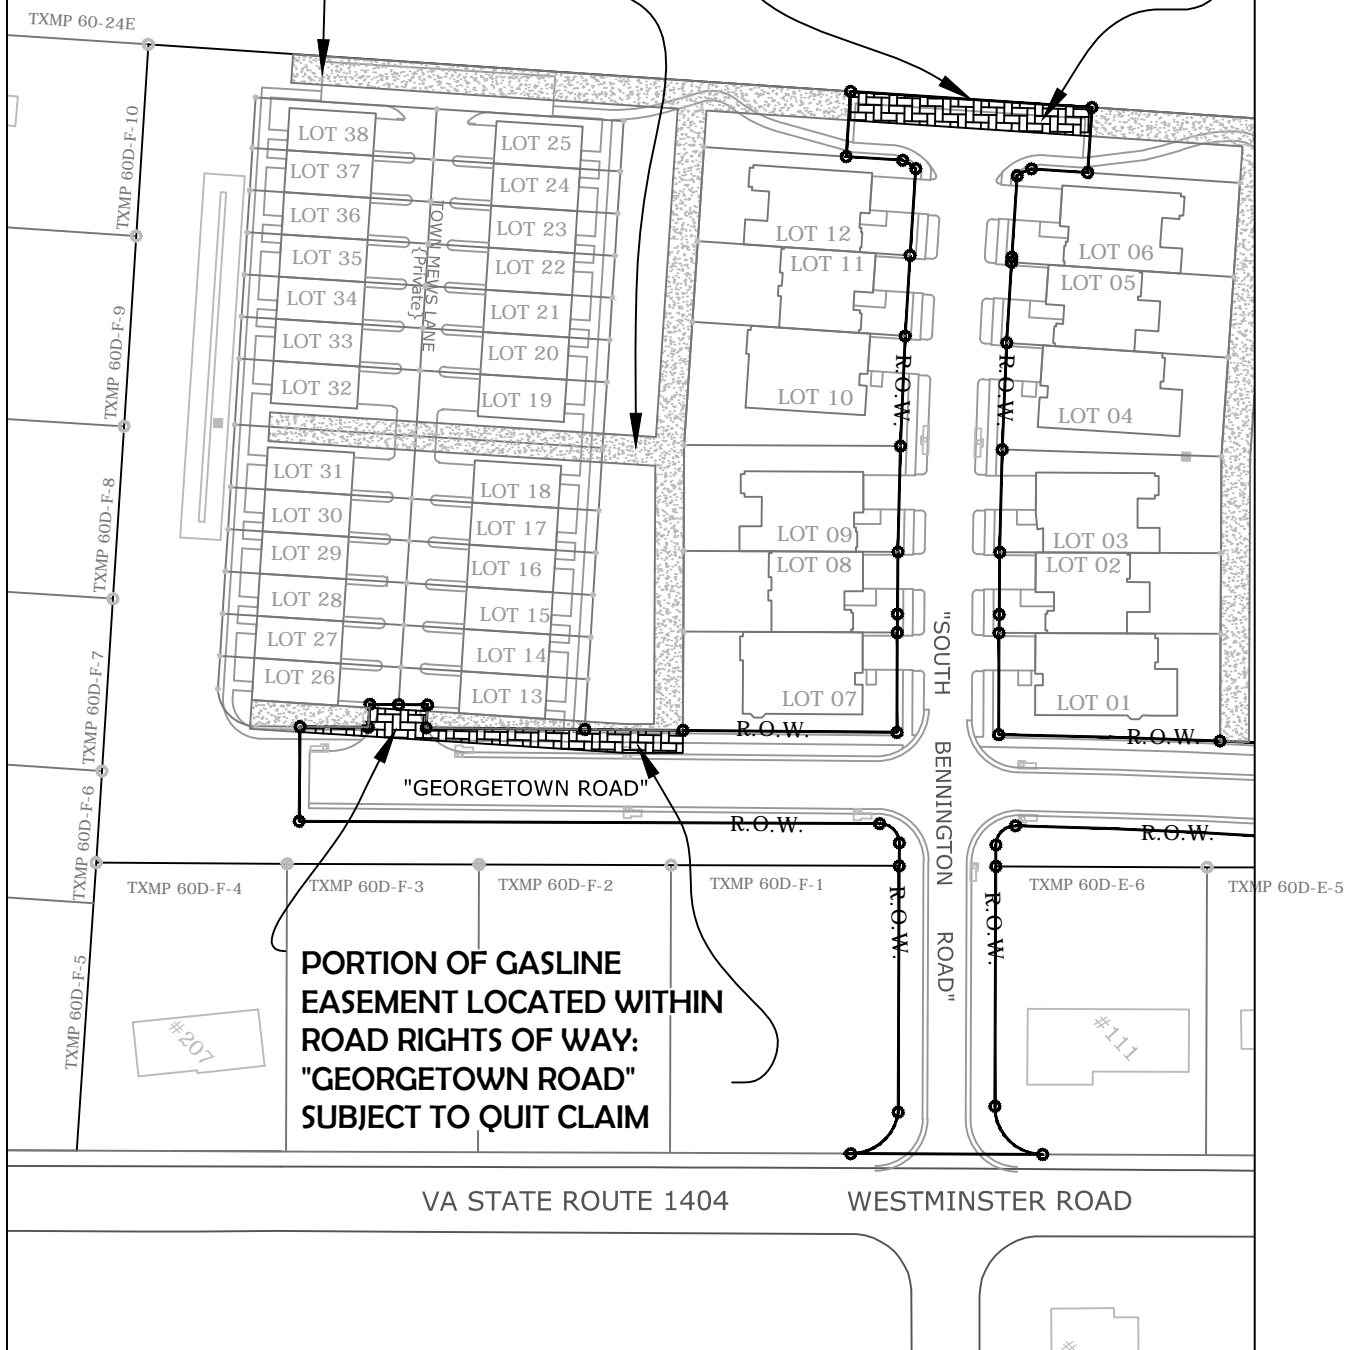 TXMP 60-24E
TXMP 60D-F-10
TXMP 60D-F-9
TXMP 60D-F-8
TXMP 60D-F-7
TXMP 60D-F-6
TXMP 60D-F-5
LOT 38
LOT 37
LOT 36
LOT 35
LOT 34
LOT 33
LOT 32
LOT 31
LOT 30
LOT 29
LOT 28
LOT 27
LOT 26
TOWN MEWS LANE
{Private}
LOT 25
LOT 24
LOT 23
LOT 22
LOT 21
LOT 20
LOT 19
LOT 18
LOT 17
LOT 16
LOT 15
LOT 14
LOT 13
LOT 12
LOT 11
LOT 10
LOT 09
LOT 08
LOT 07
R.O.W.
R.O.W.
LOT 06
LOT 05
LOT 04
LOT 03
LOT 02
LOT 01
"SOUTH BENNINGTON ROAD"
R.O.W.
R.O.W.
"GEORGETOWN ROAD"
R.O.W.
R.O.W.
TXMP 60D-F-4
TXMP 60D-F-3
TXMP 60D-F-2
TXMP 60D-F-1
TXMP 60D-E-6
TXMP 60D-E-5
R.O.W.
R.O.W.
PORTION OF GASLINE
EASEMENT LOCATED WITHIN
ROAD RIGHTS OF WAY:
"GEORGETOWN ROAD"
SUBJECT TO QUIT CLAIM
#207
#111
VA STATE ROUTE 1404 WESTMINSTER ROAD
#